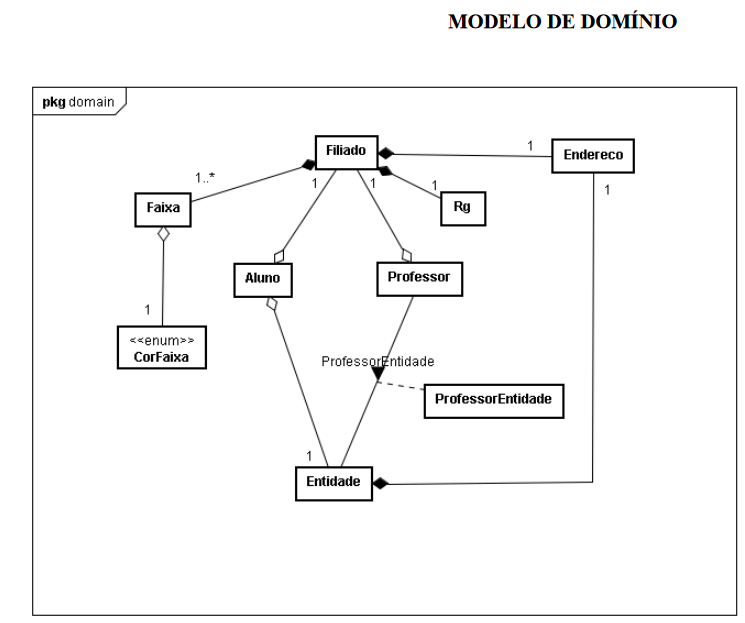 MODELO DE DOMÍNIO
pkg domain
Filiado
1
Endereco
1
1..*
1
1
1
Faixa
Rg
Aluno
Professor
1
<<enum>>
CorFaixa
ProfessorEntidade
ProfessorEntidade
1
Entidade